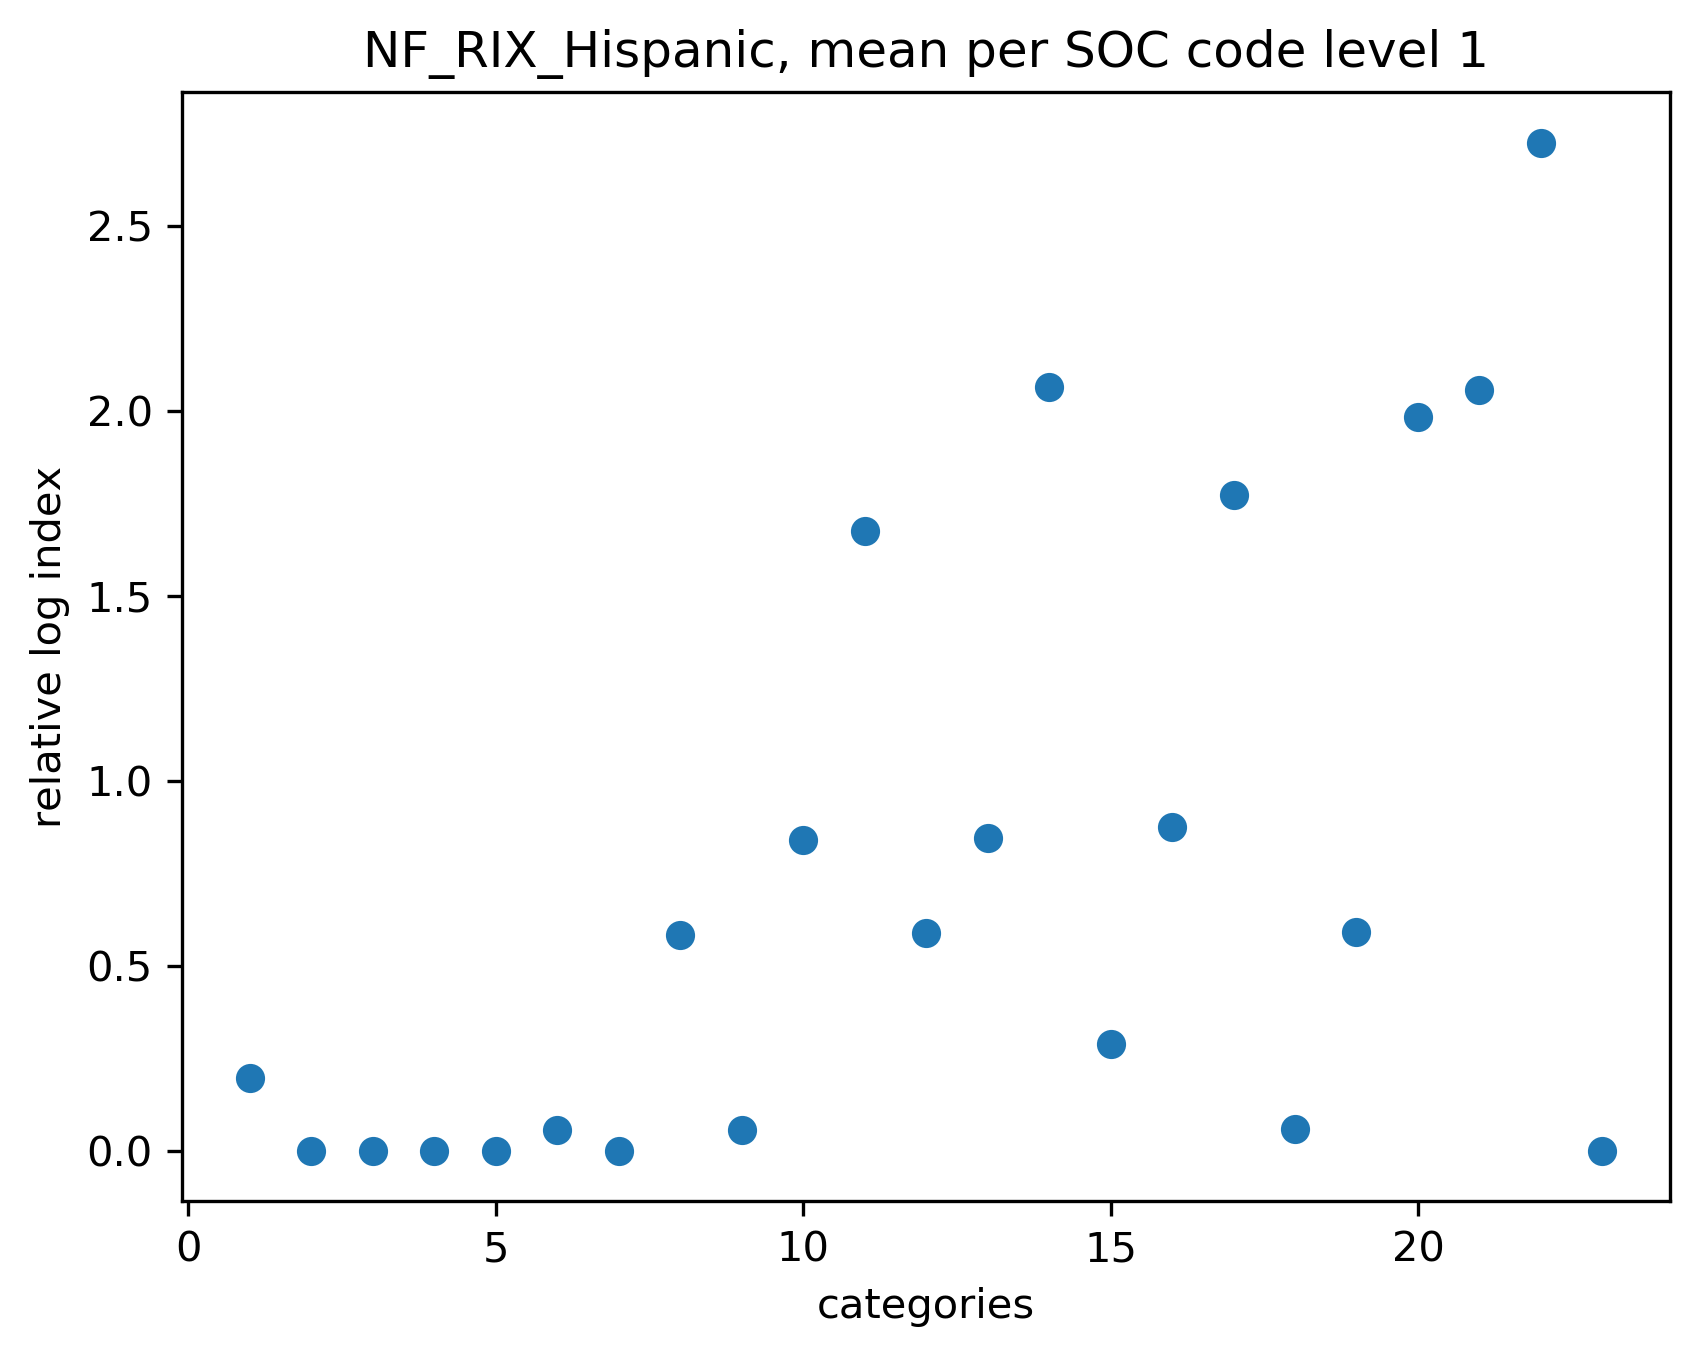 NF_RIX_Hispanic, mean per SOC code level 1
relative log index
2.5
2.0
1.5
1.0
0.5
0.0
0 5 10 15 20
categories